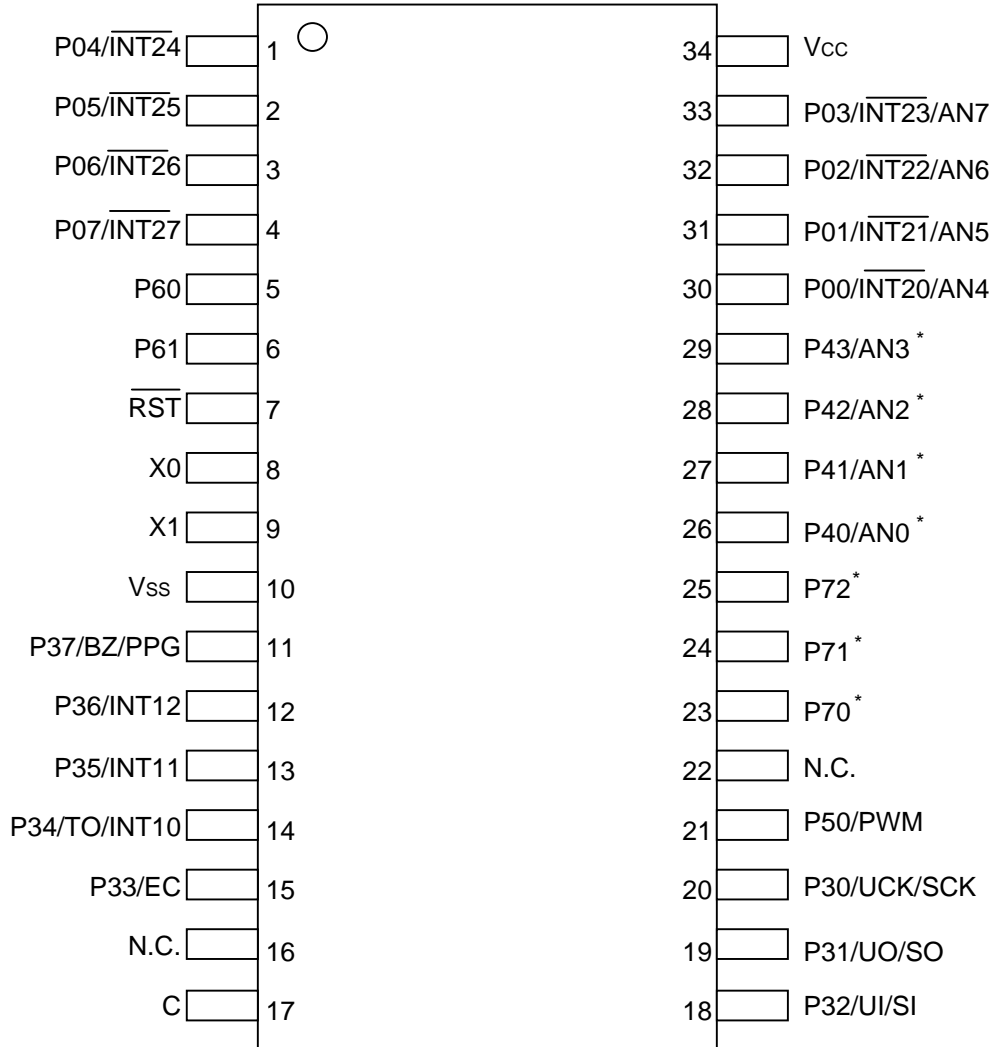 P04/INT24 1 34 Vcc
P05/INT25 2 33 P03/INT23/AN7
P06/INT26 3 32 P02/INT22/AN6
P07/INT27 4 31 P01/INT21/AN5
P60 5 30 P00/INT20/AN4
P61 6 29 P43/AN3 *
RST 7 28 P42/AN2 *
X0 8 27 P41/AN1 *
X1 9 26 P40/AN0 *
Vss 10 25 P72 *
P37/BZ/PPG 11 24 P71 *
P36/INT12 12 23 P70 *
P35/INT11 13 22 N.C.
P34/TO/INT10 14 21 P50/PWM
P33/EC 15 20 P30/UCK/SCK
N.C. 16 19 P31/UO/SO
C 17 18 P32/UI/SI